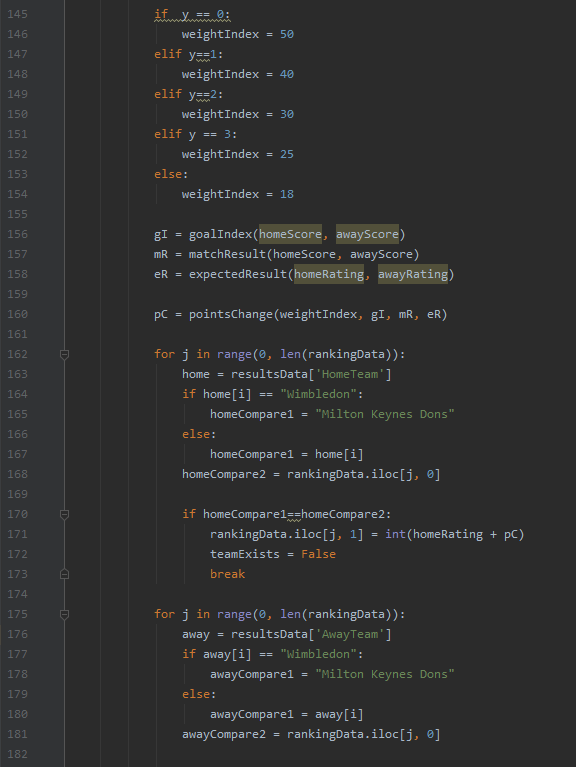 145 if  y == 0:
146 weightIndex = 50
147 elif y==1:
148 weightIndex = 40
149 elif y==2:
150 weightIndex = 30
151 elif y == 3:
152 weightIndex = 25
153 else:
154 weightIndex = 18
155
156 gI = goalIndex(homeScore, awayScore)
157 mR = matchResult(homeScore, awayScore)
158 eR = expectedResult(homeRating, awayRating)
159
160 pC = pointsChange(weightIndex, gI, mR, eR)
161
162 for j in range(0, len(rankingData)):
163 home = resultsData['HomeTeam']
164 if home[i] == "Wimbledon":
165 homeCompare1 = "Milton Keynes Dons"
166 else:
167 homeCompare1 = home[i]
168 homeCompare2 = rankingData.iloc[j, 0]
169
170 if homeCompare1==homeCompare2:
171 rankingData.iloc[j, 1] = int(homeRating + pC)
172 teamExists = False
173 break
174
175 for j in range(0, len(rankingData)):
176 away = resultsData['AwayTeam']
177 if away[i] == "Wimbledon":
178 awayCompare1 = "Milton Keynes Dons"
179 else:
180 awayCompare1 = away[i]
181 awayCompare2 = rankingData.iloc[j, 0]
182